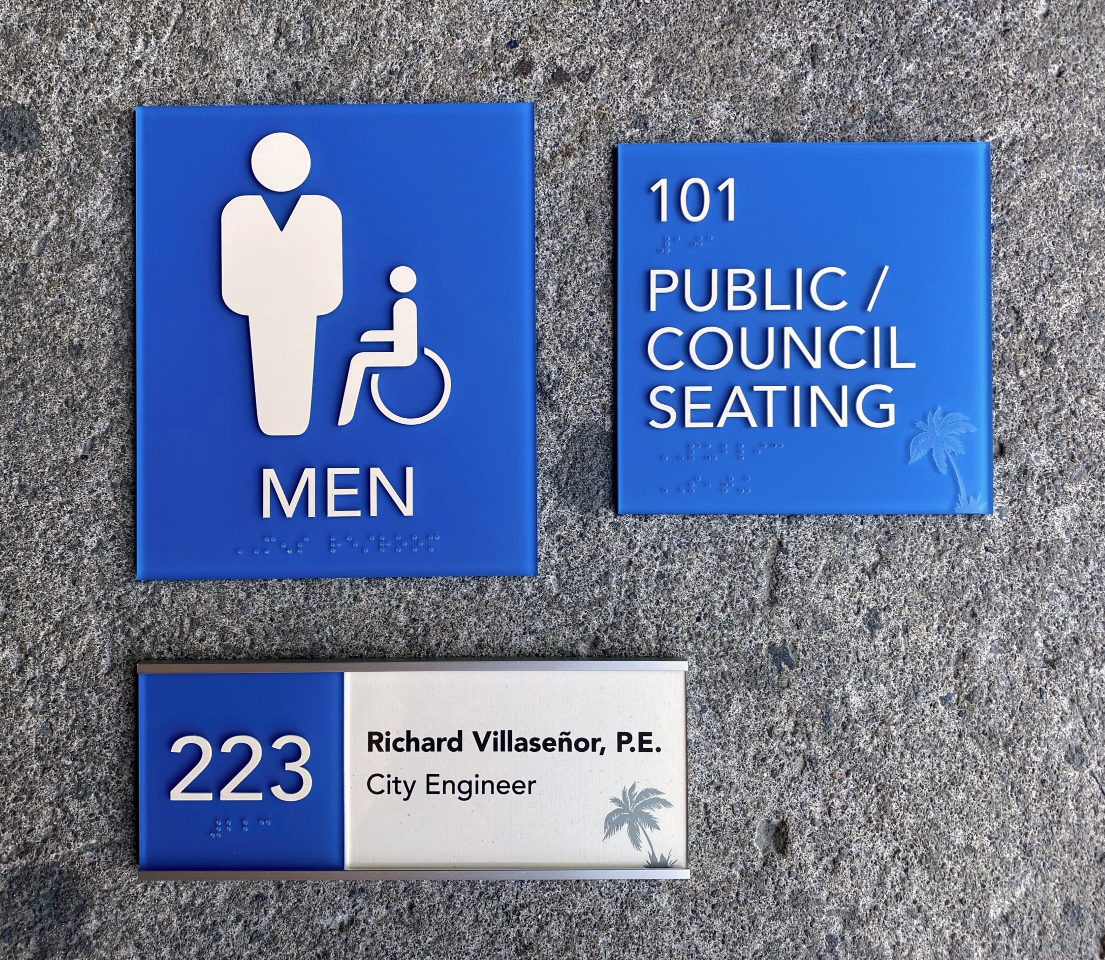 MEN
101
PUBLIC /
COUNCIL
SEATING
223
Richard Villaseñor, P.E.
City Engineer